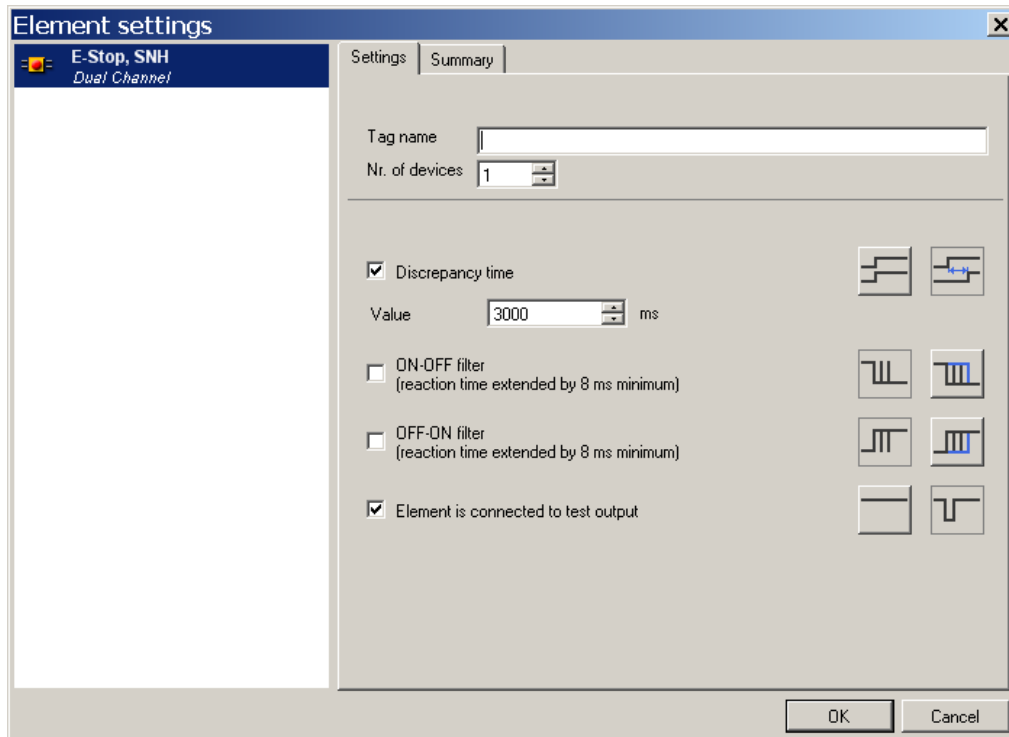 Element settings
E-Stop, SNH
Dual Channel
Settings
Summary
Tag name
Nr. of devices
1
Discrepancy time
Value
3000
ms
ON-OFF filter
(reaction time extended by 8 ms minimum)
OFF-ON filter
(reaction time extended by 8 ms minimum)
Element is connected to test output
OK
Cancel